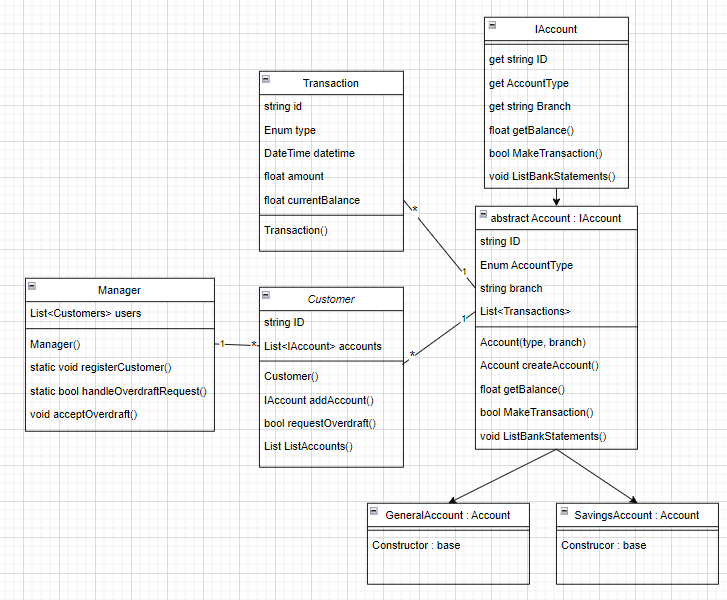 IAccount
get string ID
get AccountType
get string Branch
float getBalance()
bool MakeTransaction()
void ListBankStatements()
Transaction
string id
Enum type
DateTime datetime
float amount
float currentBalance
Transaction()
abstract Account : IAccount
string ID
Enum AccountType
string branch
List<Transactions>
Account(type, branch)
Account createAccount()
float getBalance()
bool MakeTransaction()
void ListBankStatements()
*
1
Manager
List<Customers> users
Manager()
static void registerCustomer()
static bool handleOverdraftRequest()
void acceptOverdraft()
1
*
Customer
string ID
List<IAccount> accounts
Customer()
IAccount addAccount()
bool requestOverdraft()
List ListAccounts()
1
*
GeneralAccount : Account
Constructor : base
SavingsAccount : Account
Construcor : base